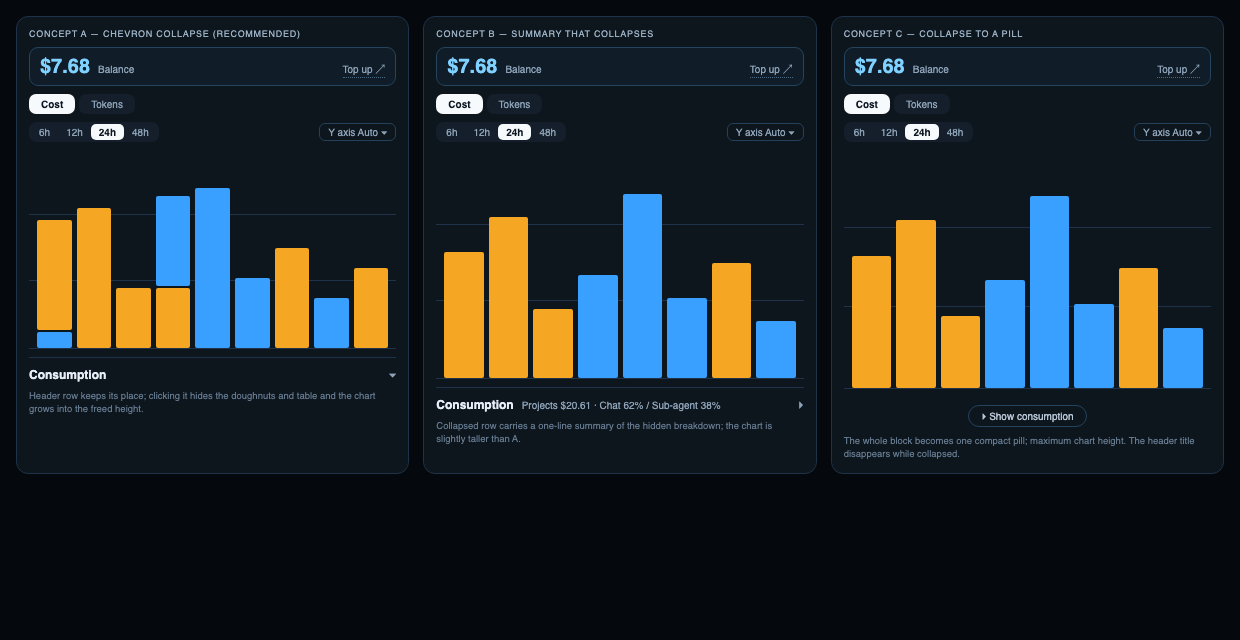 CONCEPT A — CHEVRON COLLAPSE (RECOMMENDED)
$7.68 Balance
Top up ↗
Cost Tokens
6h 12h 24h 48h
Y axis Auto ▾
Consumption
Header row keeps its place; clicking it hides the doughnuts and table and the chart
grows into the freed height.
CONCEPT B — SUMMARY THAT COLLAPSES
$7.68 Balance
Top up ↗
Cost Tokens
6h 12h 24h 48h
Y axis Auto ▾
Consumption Projects $20.61 · Chat 62% / Sub-agent 38%
Collapsed row carries a one-line summary of the hidden breakdown; the chart is
slightly taller than A.
CONCEPT C — COLLAPSE TO A PILL
$7.68 Balance
Top up ↗
Cost Tokens
6h 12h 24h 48h
Y axis Auto ▾
▸ Show consumption
The whole block becomes one compact pill; maximum chart height. The header title
disappears while collapsed.